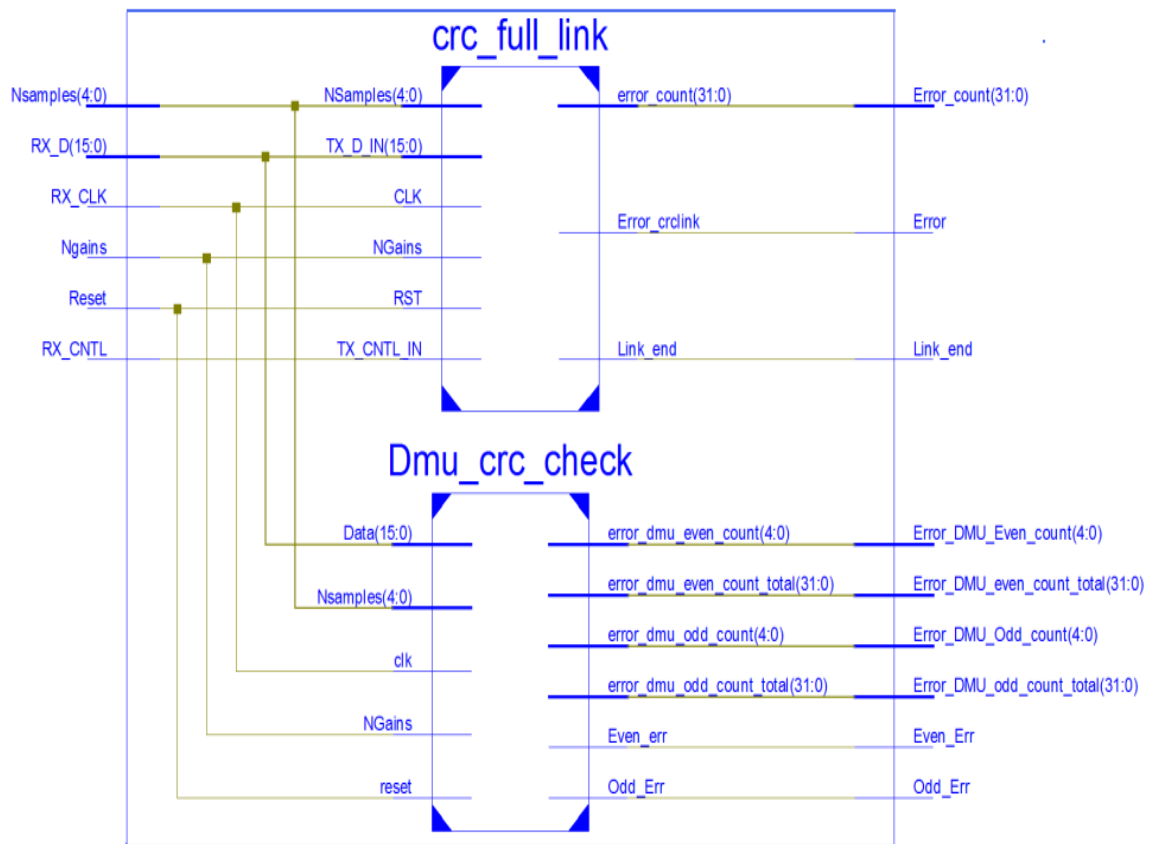 crc_full_link
Nsamples(4:0) NSamples(4:0) error_count(31:0) Error_count(31:0)
RX_D(15:0) TX_D_IN(15:0)
RX_CLK CLK
Error_crclink Error
Ngains NGains
Reset RST
RX_CNTL TX_CNTL_IN Link_end Link_end
Dmu_crc_check
Data(15:0) error_dmu_even_count(4:0) Error_DMU_Even_count(4:0)
Nsamples(4:0) error_dmu_even_count_total(31:0) Error_DMU_even_count_total(31:0)
error_dmu_odd_count(4:0) Error_DMU_Odd_count(4:0)
clk
error_dmu_odd_count_total(31:0) Error_DMU_odd_count_total(31:0)
NGains Even_err Even_Err
reset Odd_Err Odd_Err